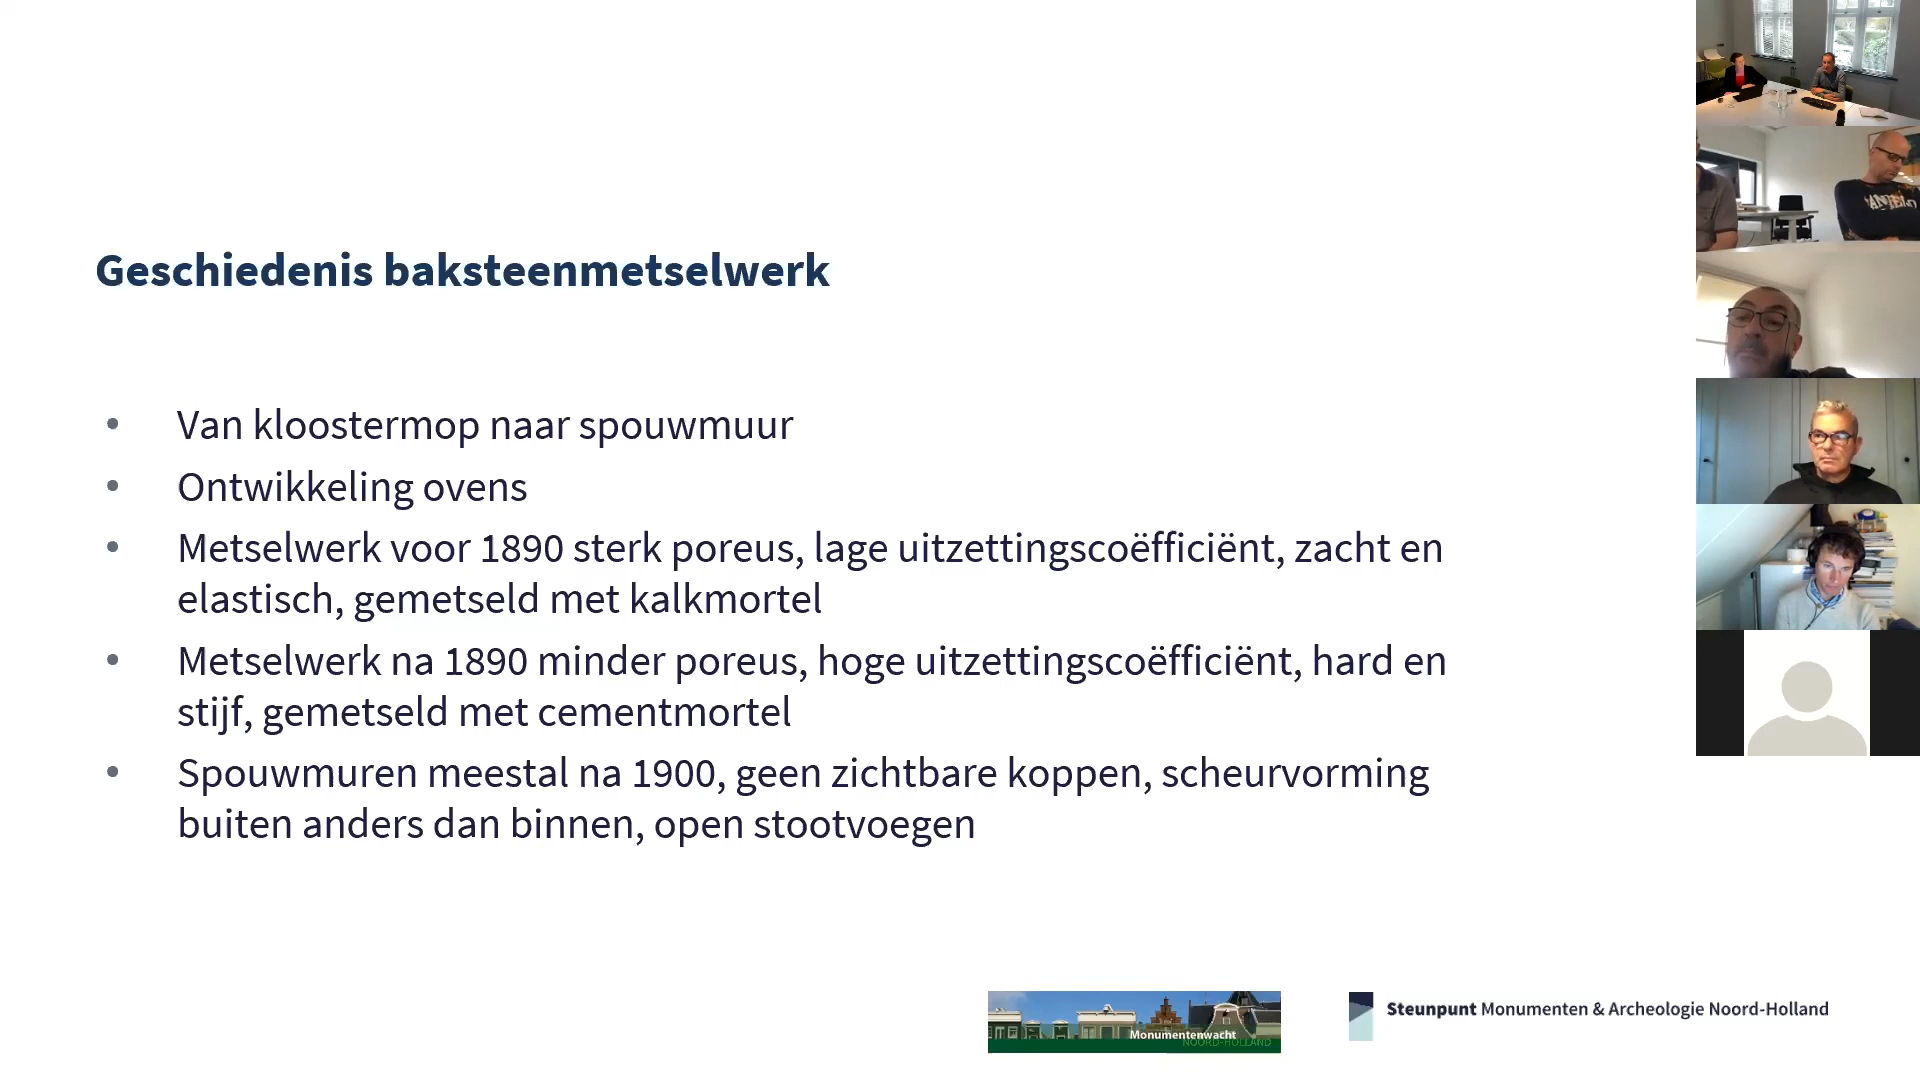 Geschiedenis baksteenmetselwerk
• Van kloostermop naar spouwmuur
• Ontwikkeling ovens
• Metselwerk voor 1890 sterk poreus, lage uitzettingscoëfficiënt, zacht en
elastisch, gemetseld met kalkmortel
• Metselwerk na 1890 minder poreus, hoge uitzettingscoëfficiënt, hard en
stijf, gemetseld met cementmortel
• Spouwmuren meestal na 1900, geen zichtbare koppen, scheurvorming
buiten anders dan binnen, open stootvoegen
Monumentenwacht
NOORD-HOLLAND
Steunpunt Monumenten & Archeologie Noord-Holland